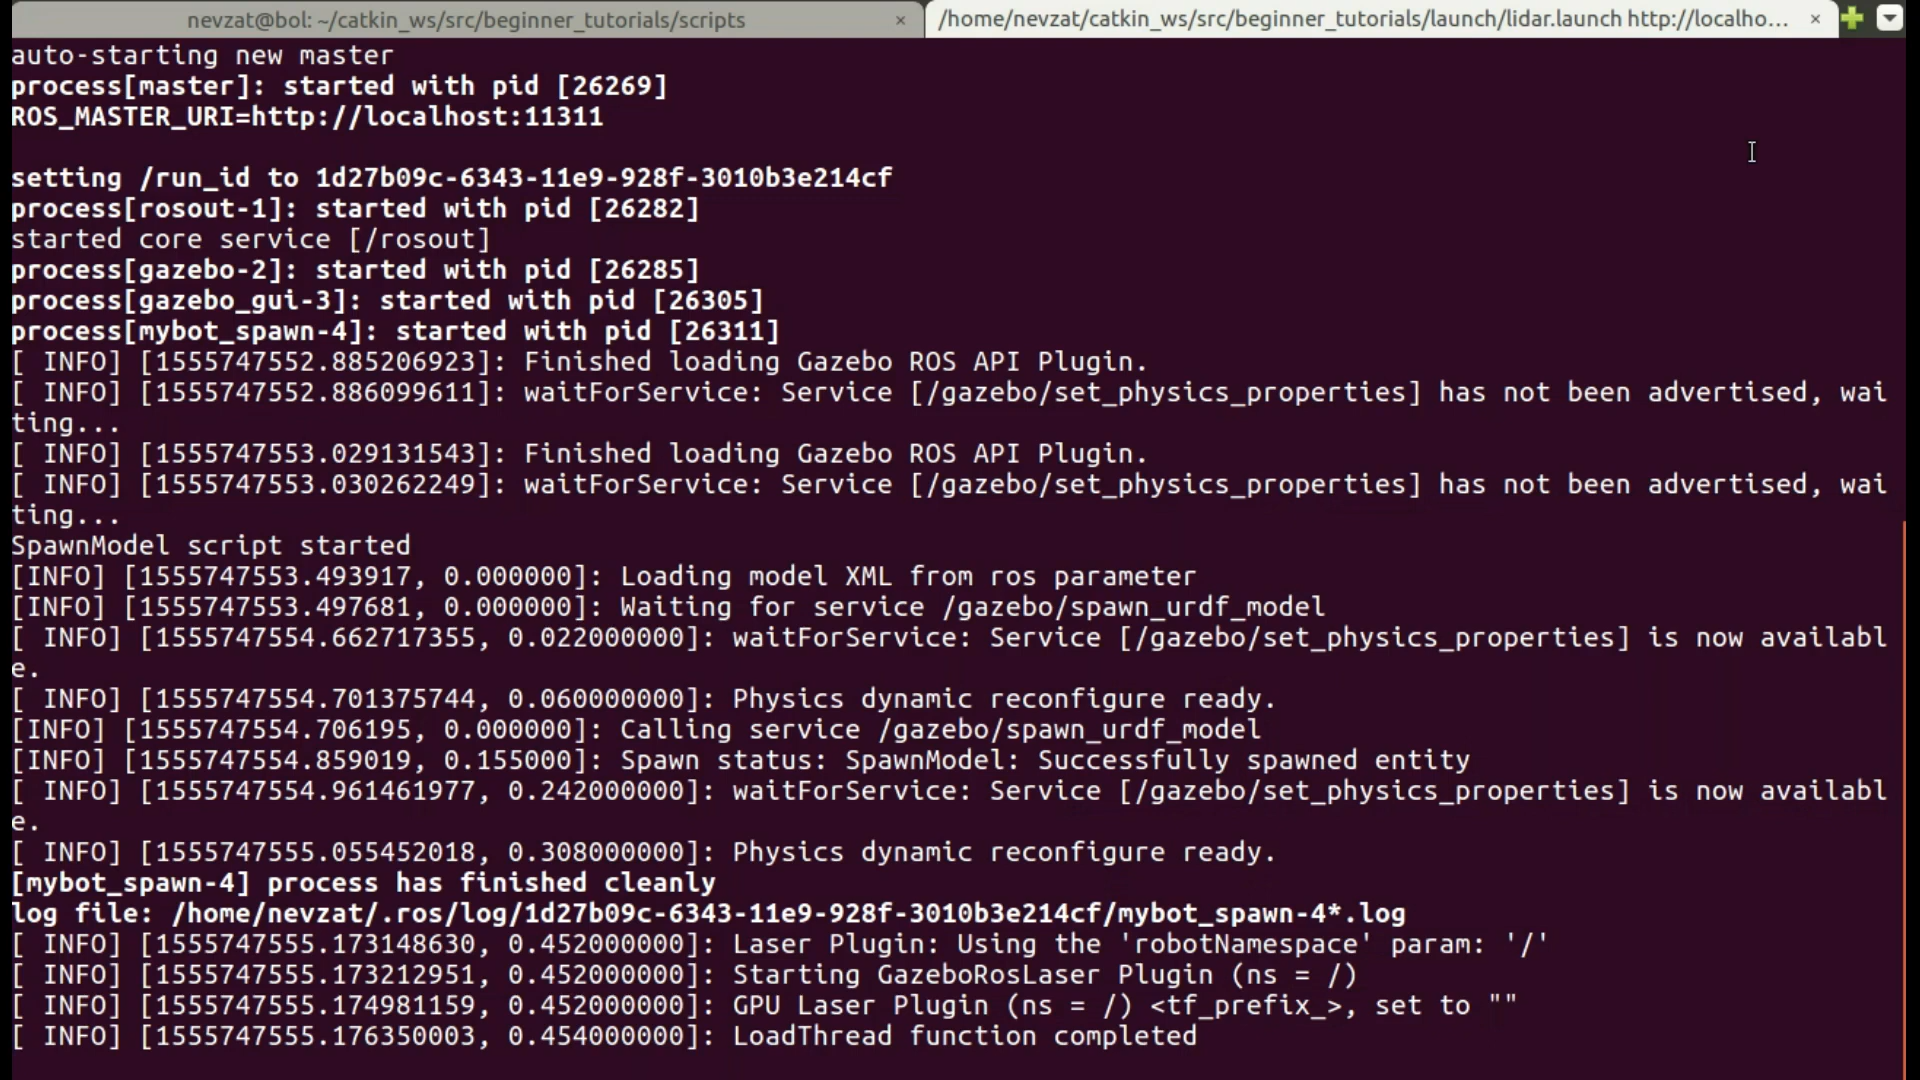 nevzat@bol: ~/catkin_ws/src/beginner_tutorials/scripts × /home/nevzat/catkin_ws/src/beginner_tutorials/launch/lidar.launch http://localho... ×
auto-starting new master
process[master]: started with pid [26269]
ROS_MASTER_URI=http://localhost:11311
setting /run_id to 1d27b09c-6343-11e9-928f-3010b3e214cf
process[rosout-1]: started with pid [26282]
started core service [/rosout]
process[gazebo-2]: started with pid [26285]
process[gazebo_gui-3]: started with pid [26305]
process[mybot_spawn-4]: started with pid [26311]
[ INFO] [1555747552.885206923]: Finished loading Gazebo ROS API Plugin.
[ INFO] [1555747552.886099611]: waitForService: Service [/gazebo/set_physics_properties] has not been advertised, wai
ting...
[ INFO] [1555747553.029131543]: Finished loading Gazebo ROS API Plugin.
[ INFO] [1555747553.030262249]: waitForService: Service [/gazebo/set_physics_properties] has not been advertised, wai
ting...
SpawnModel script started
[INFO] [1555747553.493917, 0.000000]: Loading model XML from ros parameter
[INFO] [1555747553.497681, 0.000000]: Waiting for service /gazebo/spawn_urdf_model
[ INFO] [1555747554.662717355, 0.022000000]: waitForService: Service [/gazebo/set_physics_properties] is now availabl
e.
[ INFO] [1555747554.701375744, 0.060000000]: Physics dynamic reconfigure ready.
[INFO] [1555747554.706195, 0.000000]: Calling service /gazebo/spawn_urdf_model
[INFO] [1555747554.859019, 0.155000]: Spawn status: SpawnModel: Successfully spawned entity
[ INFO] [1555747554.961461977, 0.242000000]: waitForService: Service [/gazebo/set_physics_properties] is now availabl
e.
[ INFO] [1555747555.055452018, 0.308000000]: Physics dynamic reconfigure ready.
[mybot_spawn-4] process has finished cleanly
log file: /home/nevzat/.ros/log/1d27b09c-6343-11e9-928f-3010b3e214cf/mybot_spawn-4*.log
[ INFO] [1555747555.173148630, 0.452000000]: Laser Plugin: Using the 'robotNamespace' param: '/'
[ INFO] [1555747555.173212951, 0.452000000]: Starting GazeboRosLaser Plugin (ns = /)
[ INFO] [1555747555.174981159, 0.452000000]: GPU Laser Plugin (ns = /) <tf_prefix_>, set to ""
[ INFO] [1555747555.176350003, 0.454000000]: LoadThread function completed